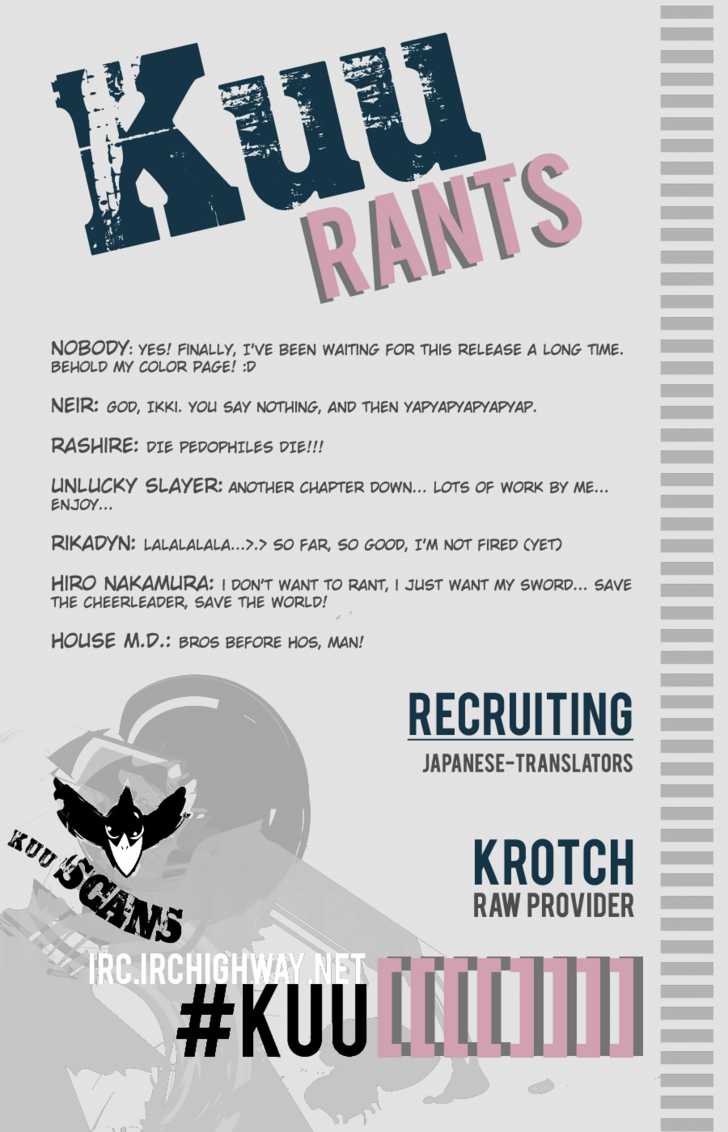 Kuu
RANTS
NOBODY: YES! FINALLY, I'VE BEEN WAITING FOR THIS RELEASE A LONG TIME.
BEHOLD MY COLOR PAGE! :D
NEIR: GOD, IKKI. YOU SAY NOTHING, AND THEN YAPYAPYAPYAPYAP.
RASHIRE: DIE PEDOPHILES DIE!!!
UNLUCKY SLAYER: ANOTHER CHAPTER DOWN... LOTS OF WORK BY ME...
ENJOY...
RIKADYN: LALALALALA...>.> SO FAR, SO GOOD, I'M NOT FIRED (YET)
HIRO NAKAMURA: I DON'T WANT TO RANT, I JUST WANT MY SWORD... SAVE
THE CHEERLEADER, SAVE THE WORLD!
HOUSE M.D.: BROS BEFORE HOS, MAN!
RECRUITING
JAPANESE-TRANSLATORS
KUU SCANS
KROTCH
RAW PROVIDER
IRC.IRCHIGHWAY.NET
#KUU[[[[[]]]]]